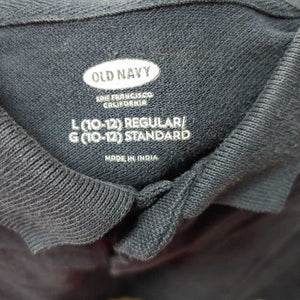 OLD NAVY
SAN FRANCISCO
CALIFORNIA
L (10-12) REGULAR/
G (10-12) STANDARD
MADE IN INDIA